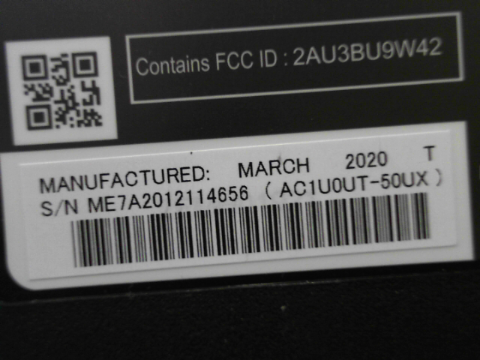 Contains FCC ID : 2AU3BU9W42
MANUFACTURED: MARCH 2020 T
S/N ME7A2012114656 ( AC1U0UT-50UX )